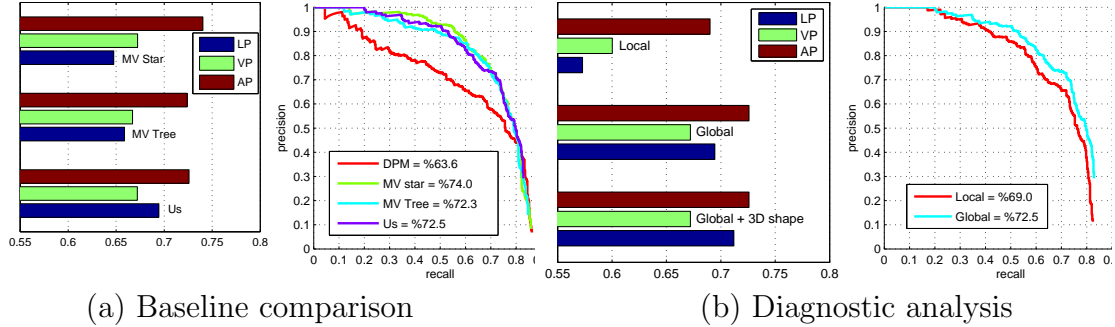 LP
VP
AP
MV Star
MV Tree
Us
0.55 0.6 0.65 0.7 0.75 0.8
1
0.9
0.8
0.7
0.6
0.5
0.4
0.3
0.2
0.1
0
precision
DPM = %63.6
MV star = %74.0
MV Tree = %72.3
Us = %72.5
0 0.1 0.2 0.3 0.4 0.5 0.6 0.7 0.8
recall
(a) Baseline comparison
LP
VP
AP
Local
Global
Global + 3D shape
0.55 0.6 0.65 0.7 0.75 0.8
1
0.9
0.8
0.7
0.6
0.5
0.4
0.3
0.2
0.1
0
precision
Local = %69.0
Global = %72.5
0 0.1 0.2 0.3 0.4 0.5 0.6 0.7 0.8 0.9 1
recall
(b) Diagnostic analysis